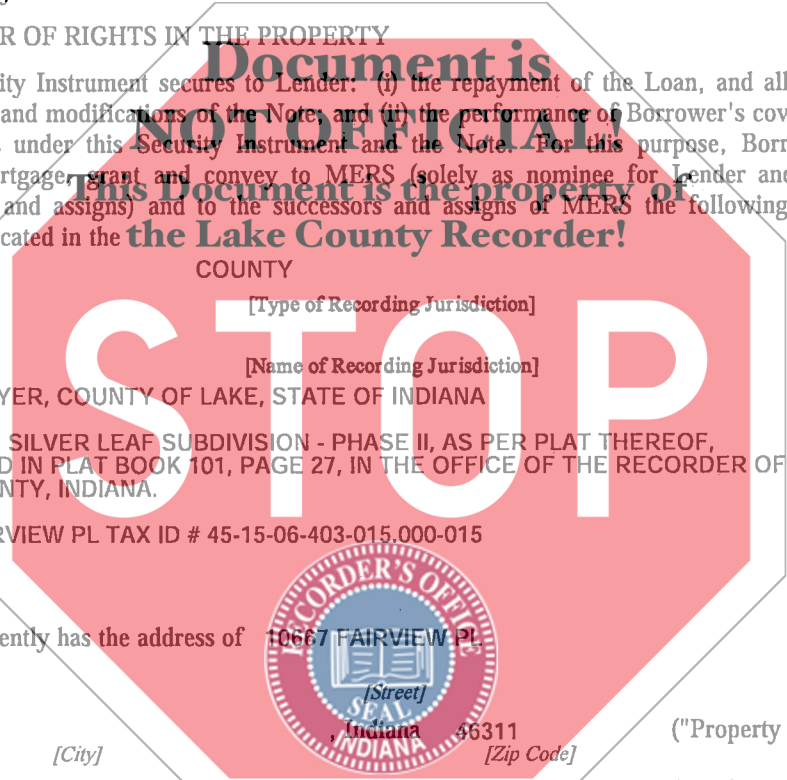 R OF RIGHTS IN THE PROPERTY
Document is
ity Instrument secures to Lender: (i) the repayment of the Loan, and all
and modifications of the Note; and (ii) the performance of Borrower's cov
NOT OFFICIAL!
under this Security Instrument and the Note. For this purpose, Borr
rtgage, grant and convey to MERS (solely as nominee for Lender and
This Document is the property of
and assigns) and to the successors and assigns of MERS the following
cated in the
the Lake County Recorder!
COUNTY
[Type of Recording Jurisdiction]
STOP
[Name of Recording Jurisdiction]
YER, COUNTY OF LAKE, STATE OF INDIANA
SILVER LEAF SUBDIVISION - PHASE II, AS PER PLAT THEREOF,
D IN PLAT BOOK 101, PAGE 27, IN THE OFFICE OF THE RECORDER OF
NTY, INDIANA.
RVIEW PL TAX ID # 45-15-06-403-015.000-015
RECORDER'S OFFICE
ently has the address of 10667 FAIRVIEW PL
[Street]
SEAL
, Indiana 46311 ("Property
INDIANA
[City] [Zip Code]